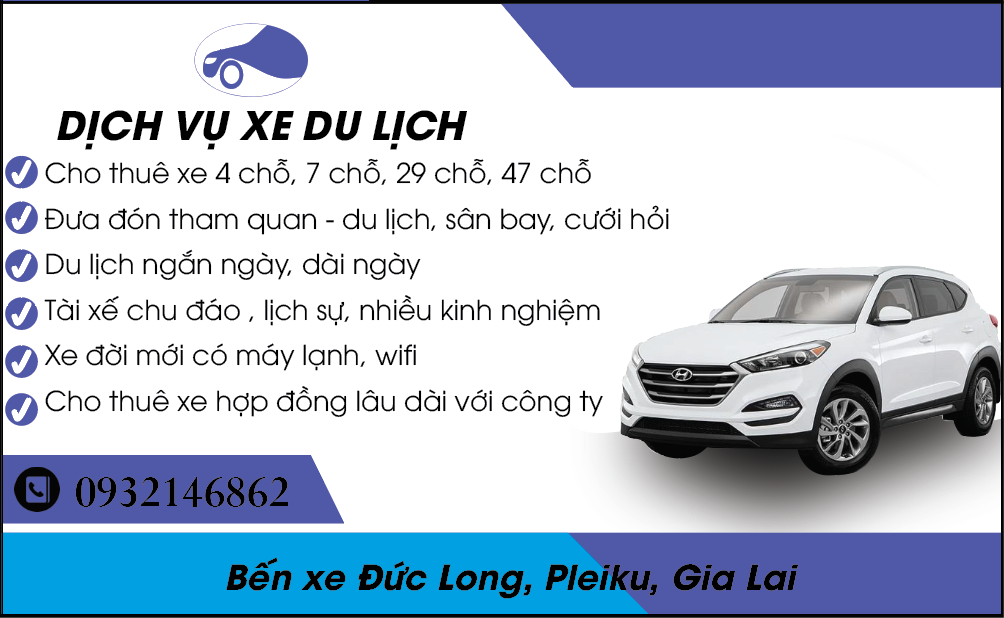 DỊCH VỤ XE DU LỊCH
Cho thuê xe 4 chỗ, 7 chỗ, 29 chỗ, 47 chỗ
Đưa đón tham quan - du lịch, sân bay, cưới hỏi
Du lịch ngắn ngày, dài ngày
Tài xế chu đáo , lịch sự, nhiều kinh nghiệm
Xe đời mới có máy lạnh, wifi
Cho thuê xe hợp đồng lâu dài với công ty
0932146862
Bến xe Đức Long, Pleiku, Gia Lai